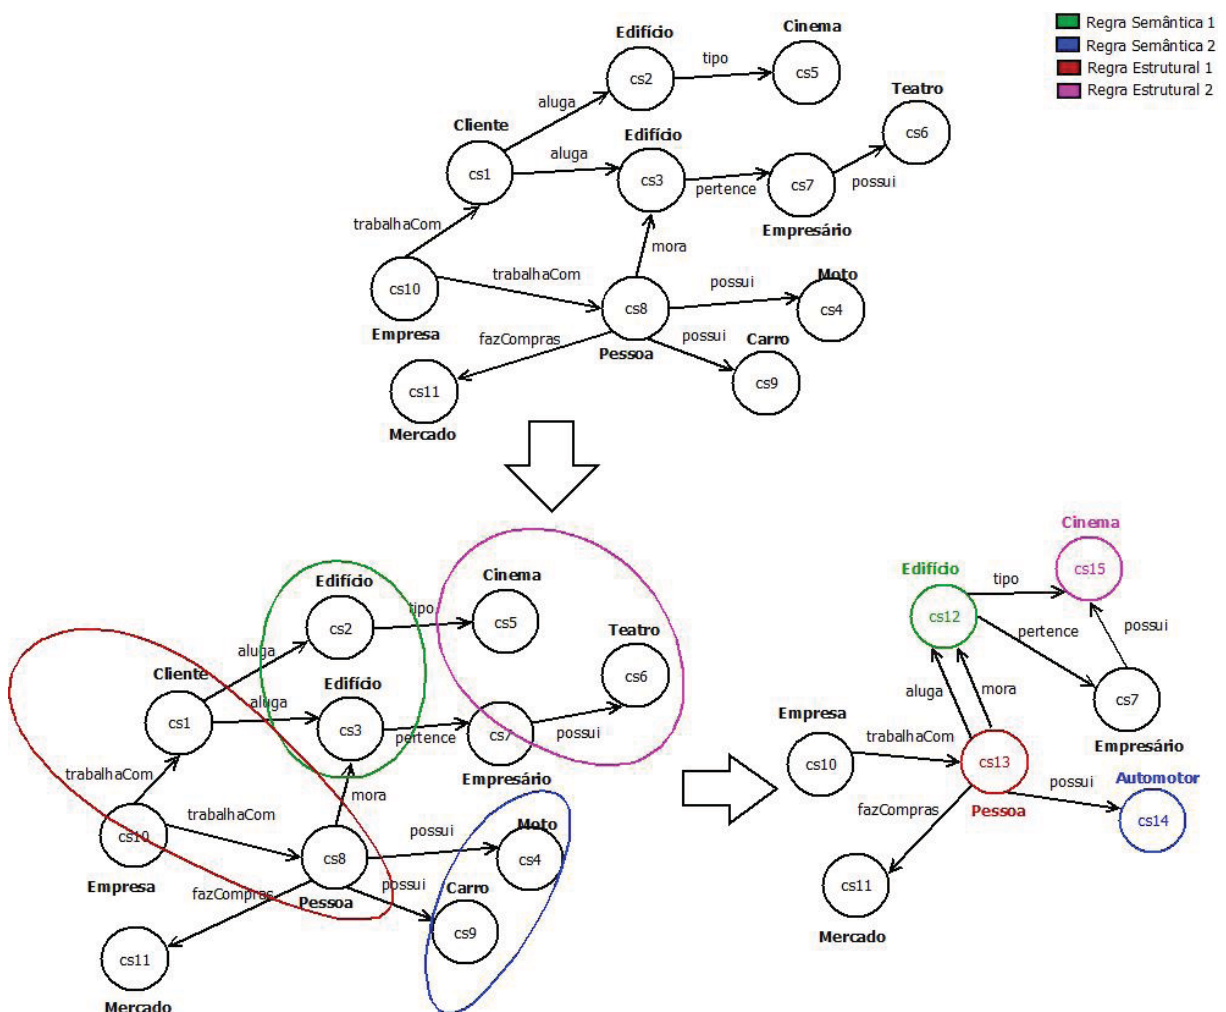 Regra Semântica 1
Regra Semântica 2
Regra Estrutural 1
Regra Estrutural 2
Edifício
Cinema
cs2
tipo
cs5
Teatro
aluga
Cliente
Edifício
cs6
aluga
cs1
cs3
pertence
cs7
possui
trabalhaCom
Empresário
mora
trabalhaCom
possui
Moto
cs10
cs8
cs4
Empresa
fazCompras
possui
Carro
Pessoa
cs11
cs9
Mercado
Edifício
Cinema
cs2
tipo
cs5
Teatro
aluga
Cliente
Edifício
cs6
aluga
cs1
cs3
pertence
cs7
possui
trabalhaCom
Empresário
mora
trabalhaCom
possui
Moto
cs10
cs8
cs4
Empresa
fazCompras
possui
Carro
Pessoa
cs9
cs11
Mercado
Cinema
Edifício
tipo
cs15
cs12
pertence
possui
aluga
mora
cs7
Empresa
Empresário
trabalhaCom
cs10
cs13
possui
Automotor
fazCompras
Pessoa
cs14
cs11
Mercado